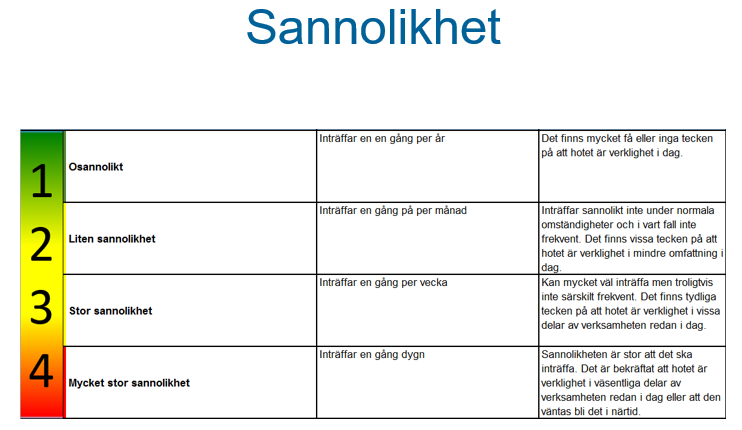 Sannolikhet
1
Osannolikt
Inträffar en en gång per år
Det finns mycket få eller inga tecken
på att hotet är verklighet i dag.
2
Liten sannolikhet
Inträffar en gång på per månad
Inträffar sannolikt inte under normala
omständigheter och i vart fall inte
frekvent. Det finns vissa tecken på att
hotet är verklighet i mindre omfattning i
dag.
3
Stor sannolikhet
Inträffar en gång per vecka
Kan mycket väl inträffa men troligtvis
inte särskilt frekvent. Det finns tydliga
tecken på att hotet är verklighet i vissa
delar av verksamheten redan i dag.
4
Mycket stor sannolikhet
Inträffar en gång dygn
Sannolikheten är stor att det ska
inträffa. Det är bekräftat att hotet är
verklighet i väsentliga delar av
verksamheten redan i dag eller att den
väntas bli det i närtid.